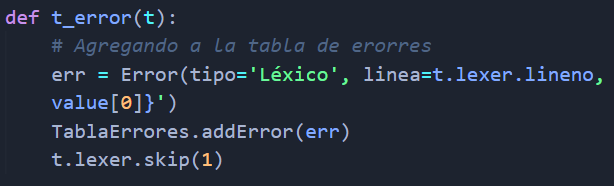 def t_error(t):
# Agregando a la tabla de erorres
err = Error(tipo='Léxico', linea=t.lexer.lineno,
value[0]}')
TablaErrores.addError(err)
t.lexer.skip(1)